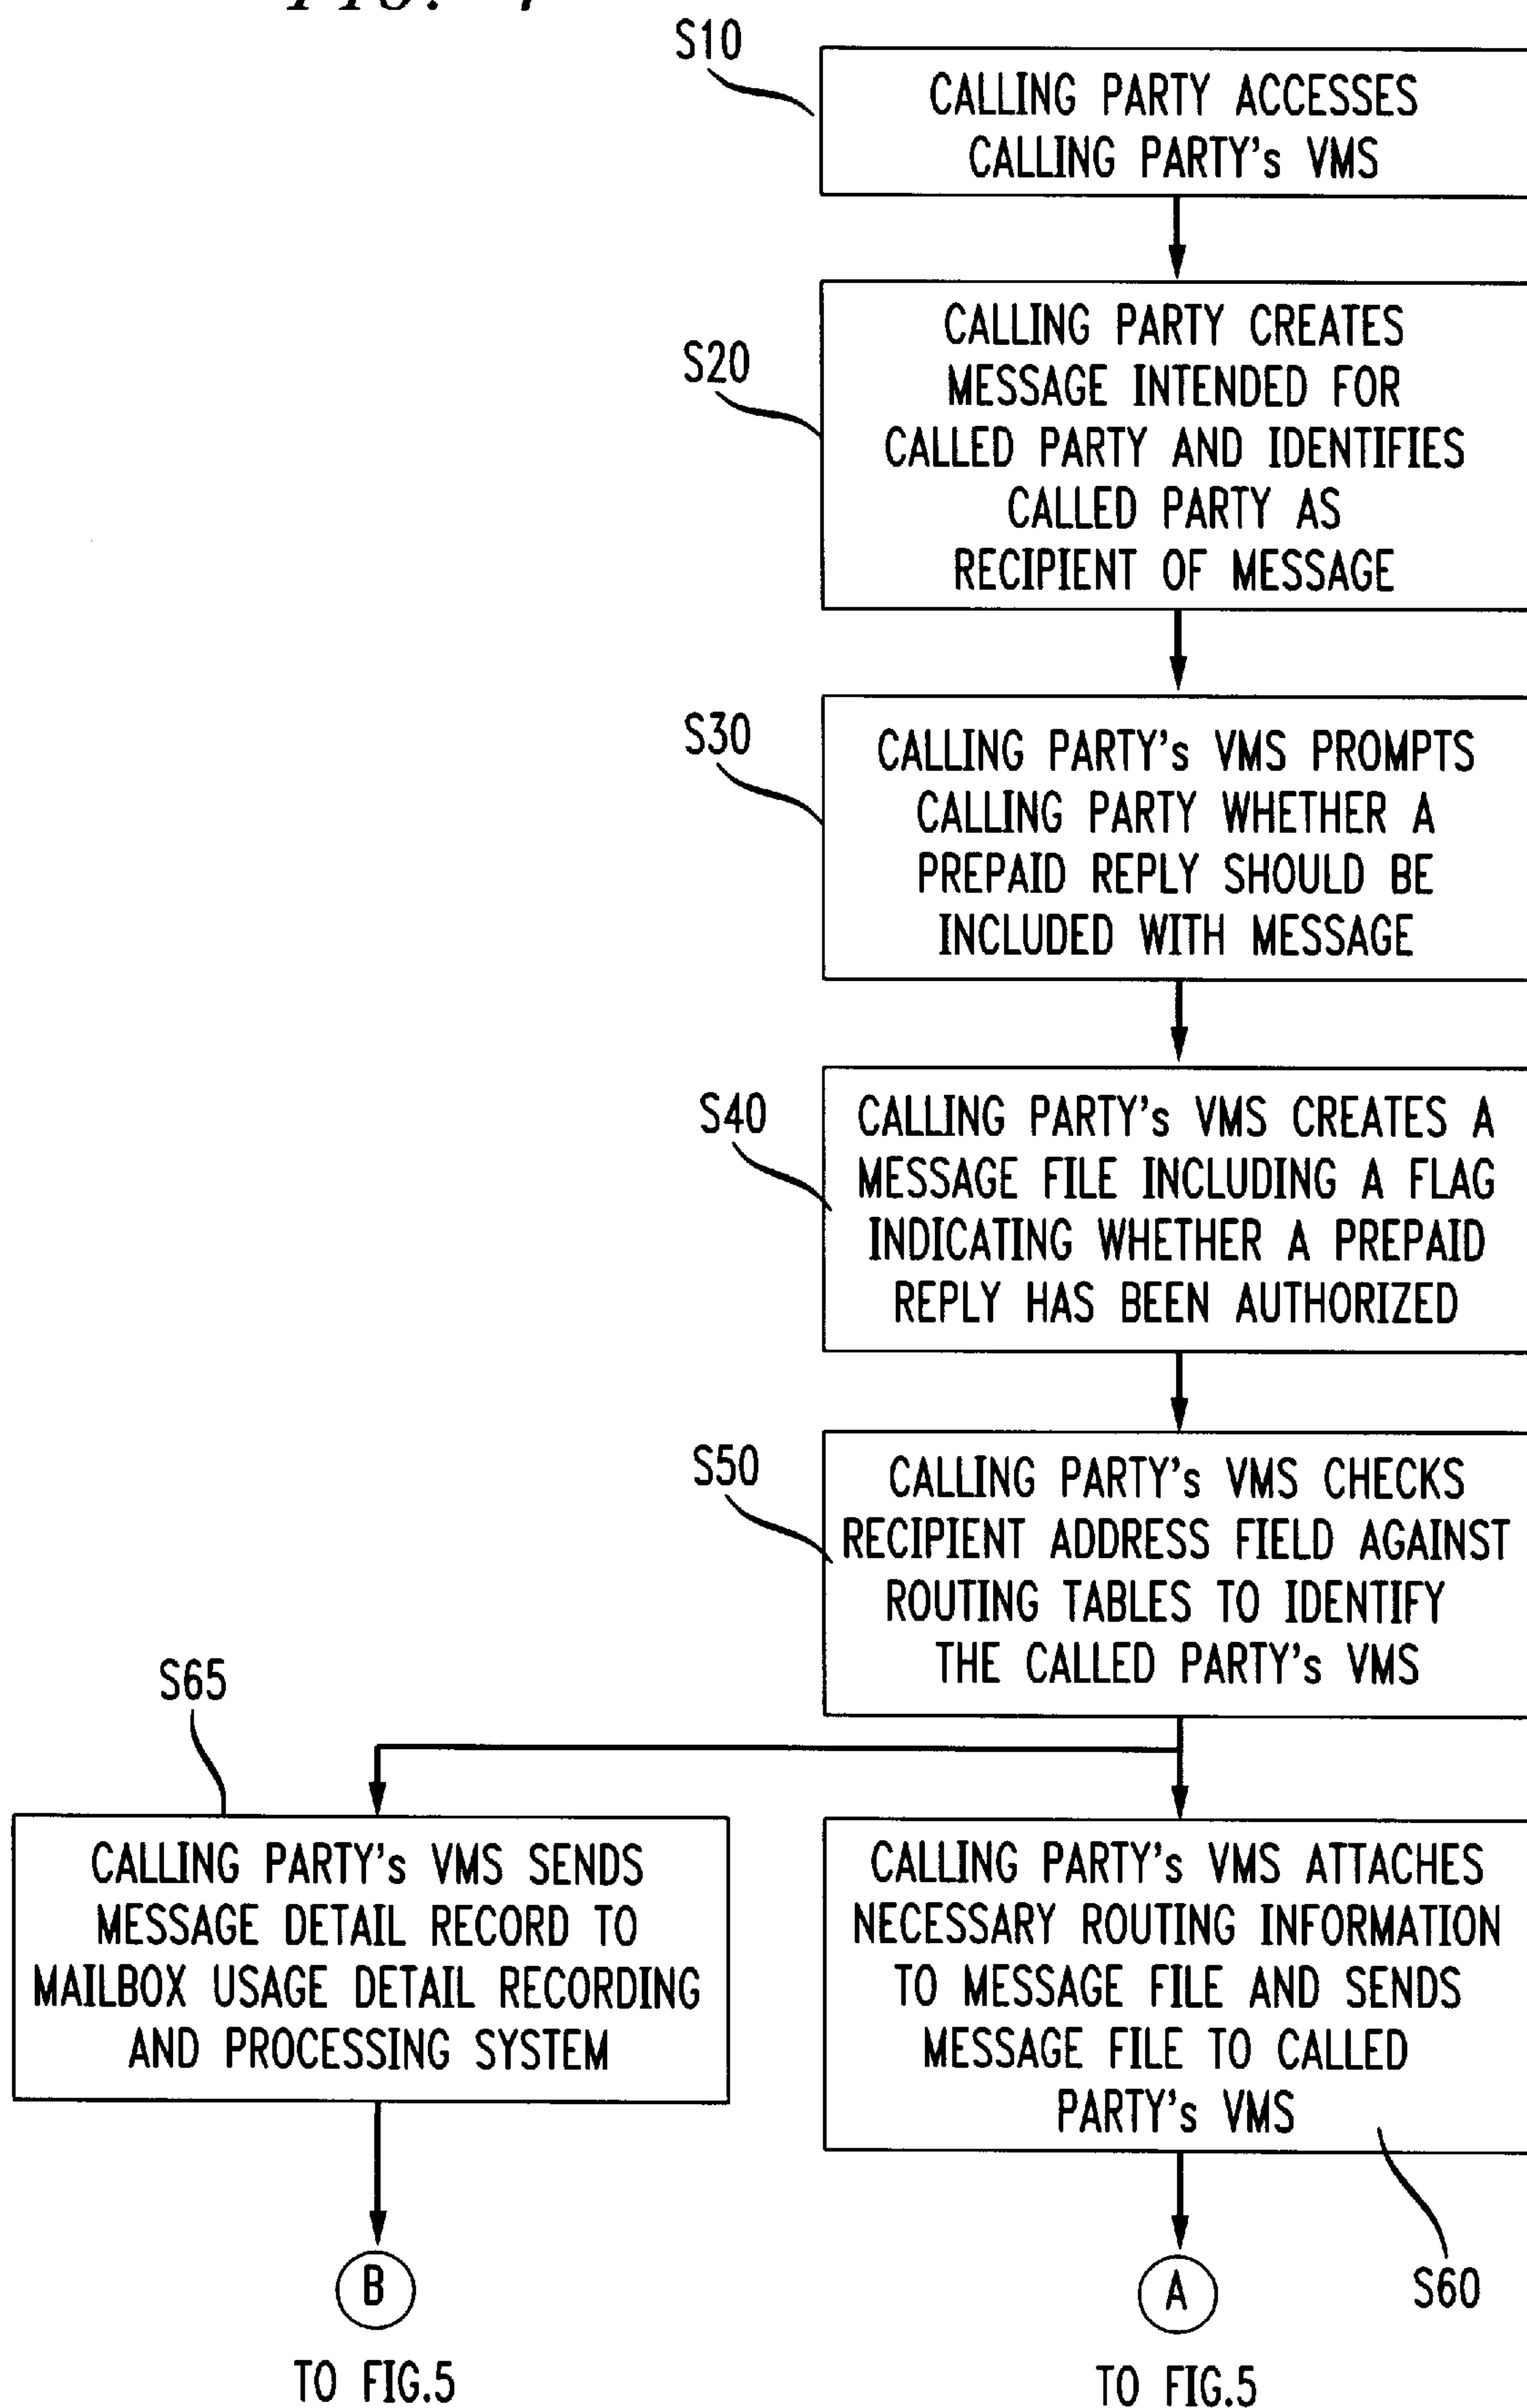 S10
CALLING PARTY ACCESSES
CALLING PARTY's VMS
S20
CALLING PARTY CREATES
MESSAGE INTENDED FOR
CALLED PARTY AND IDENTIFIES
CALLED PARTY AS
RECIPIENT OF MESSAGE
S30
CALLING PARTY's VMS PROMPTS
CALLING PARTY WHETHER A
PREPAID REPLY SHOULD BE
INCLUDED WITH MESSAGE
S40
CALLING PARTY's VMS CREATES A
MESSAGE FILE INCLUDING A FLAG
INDICATING WHETHER A PREPAID
REPLY HAS BEEN AUTHORIZED
S50
CALLING PARTY's VMS CHECKS
RECIPIENT ADDRESS FIELD AGAINST
ROUTING TABLES TO IDENTIFY
THE CALLED PARTY's VMS
S65
CALLING PARTY's VMS SENDS
MESSAGE DETAIL RECORD TO
MAILBOX USAGE DETAIL RECORDING
AND PROCESSING SYSTEM
CALLING PARTY's VMS ATTACHES
NECESSARY ROUTING INFORMATION
TO MESSAGE FILE AND SENDS
MESSAGE FILE TO CALLED
PARTY's VMS
S60
B
TO FIG.5
A
TO FIG.5